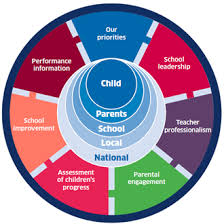 Our
priorities
School
leadership
Teacher
professionalism
Parental
engagement
Assessment
of children's
progress
School
improvement
Performance
information
Child
Parents
School
Local
National